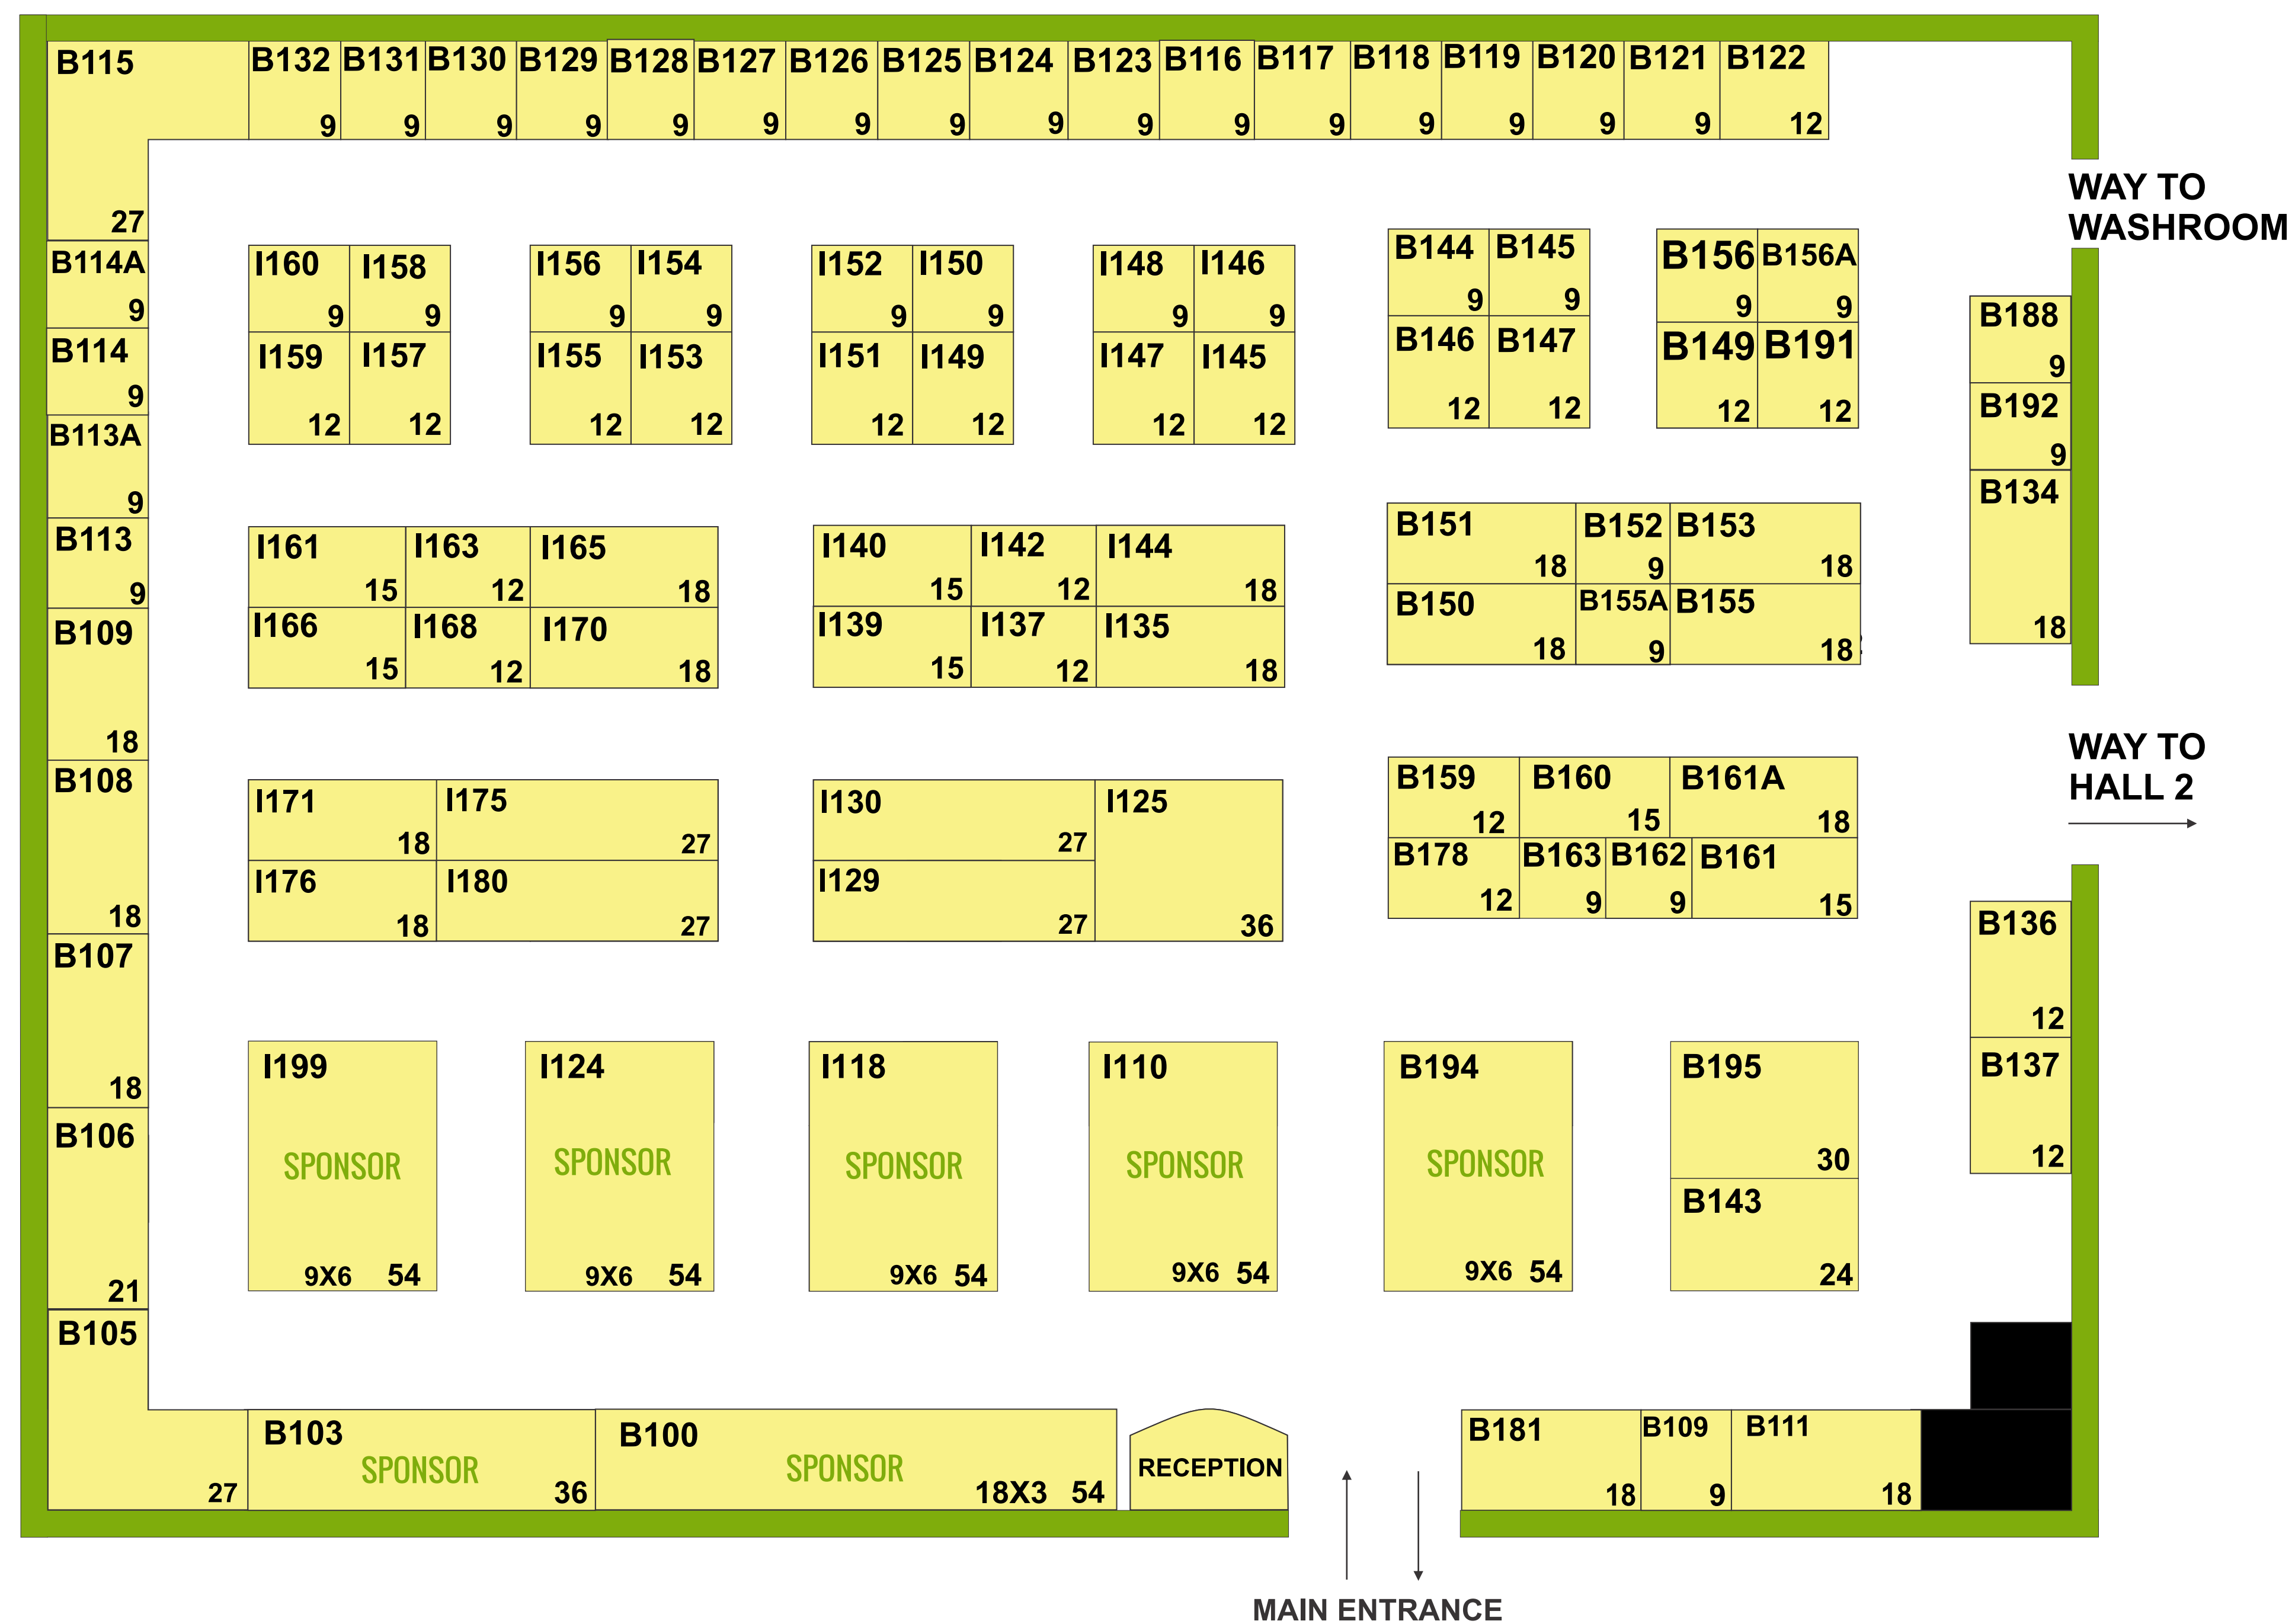 B115 B132 B131 B130 B129 B128 B127 B126 B125 B124 B123 B116 B117 B118 B119 B120 B121 B122
9 9 9 9 9 9 9 9 9 9 9 9 9 9 9 9 12
27
WAY TO
WASHROOM
B114A
9
B114
9
B113A
9
B113
9
B109
18
B108
18
B107
18
B106
21
B105
27
I160 I158
9 9
I159 I157
12 12
I156 I154
9 9
I155 I153
12 12
I152 I150
9 9
I151 I149
12 12
I148 I146
9 9
I147 I145
12 12
B144 B145
9 9
B146 B147
12 12
B156 B156A
9 9
B149 B191
12 12
B188
9
B192
9
B134
18
I161 I163 I165
15 12 18
I166 I168 I170
15 12 18
I140 I142 I144
15 12 18
I139 I137 I135
15 12 18
B151 B152 B153
18 9 18
B150 B155A B155
18 9 18
WAY TO
HALL 2
I171 I175
18 27
I176 I180
18 27
I130 I125
27
I129
27 36
B159 B160 B161A
12 15 18
B178 B163 B162 B161
12 9 9 15
B136
12
B137
12
I199
SPONSOR
9X6 54
I124
SPONSOR
9X6 54
I118
SPONSOR
9X6 54
I110
SPONSOR
9X6 54
B194
SPONSOR
9X6 54
B195
30
B143
24
B103
SPONSOR
36
B100
SPONSOR
18X3 54
RECEPTION
B181 B109 B111
18 9 18
MAIN ENTRANCE